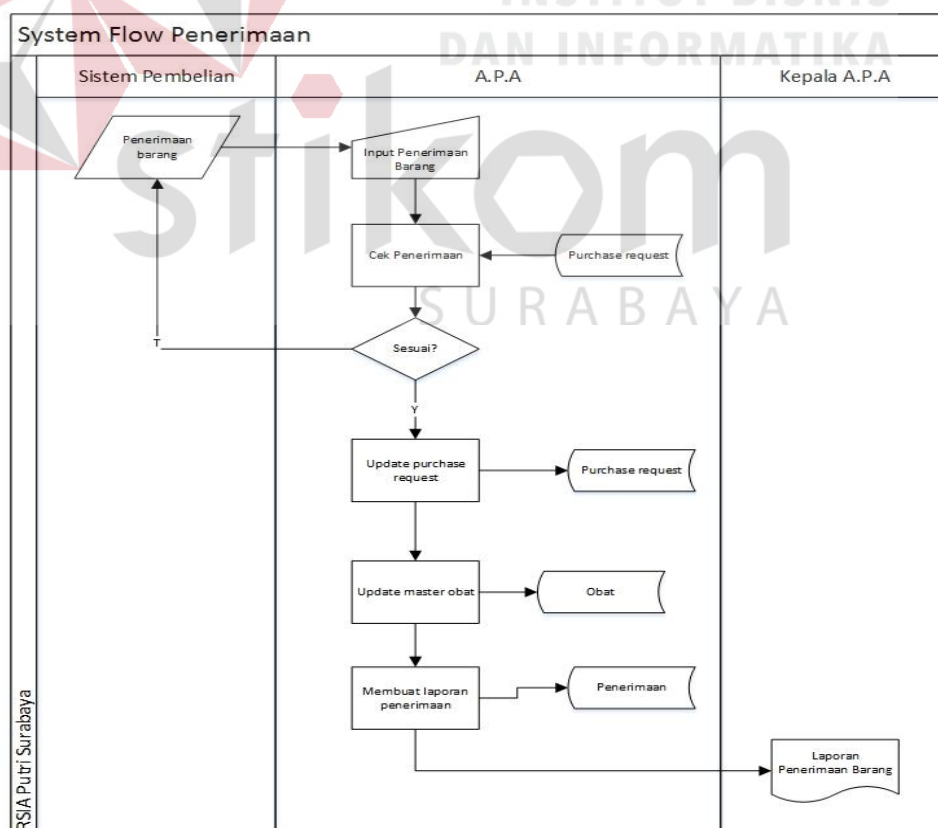 INSTITUT BISNIS
DAN INFORMATIKA
stikom
SURABAYA
System Flow Penerimaan
Sistem Pembelian
A.P.A
Kepala A.P.A
Penerimaan
barang
Input Penerimaan
Barang
Cek Penerimaan
Purchase request
Sesuai?
T
Y
Update purchase
request
Purchase request
Update master obat
Obat
Membuat laporan
penerimaan
Penerimaan
Laporan
Penerimaan Barang
RSIA Putri Surabaya